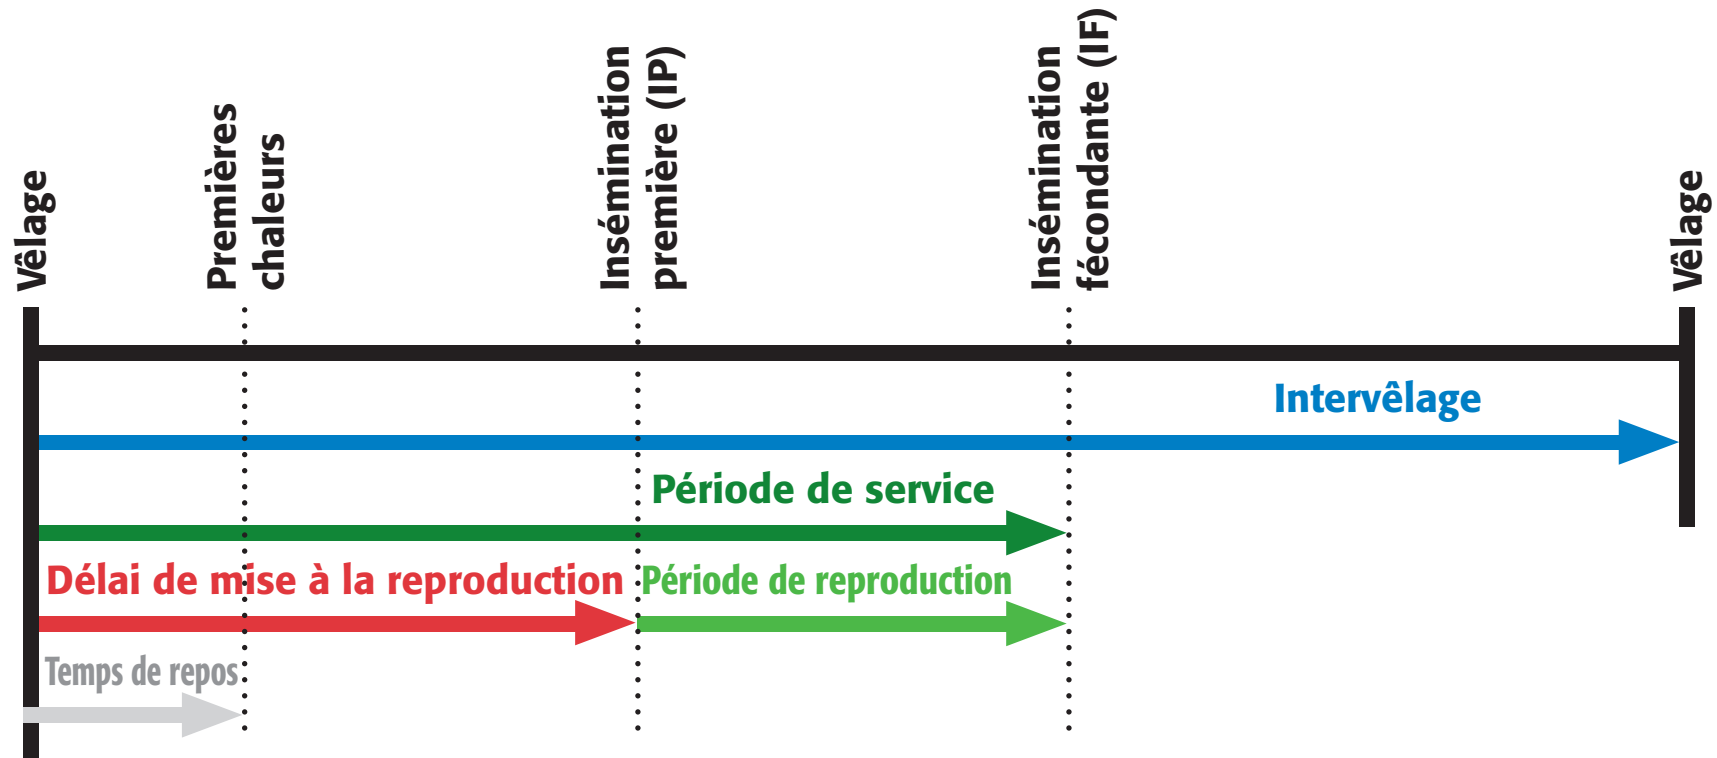 Vêlage
Premières
chaleurs
Insémination
première (IP)
Insémination
fécondante (IF)
Vêlage
Intervêlage
Période de service
Délai de mise à la reproduction
Période de reproduction
Temps de repos